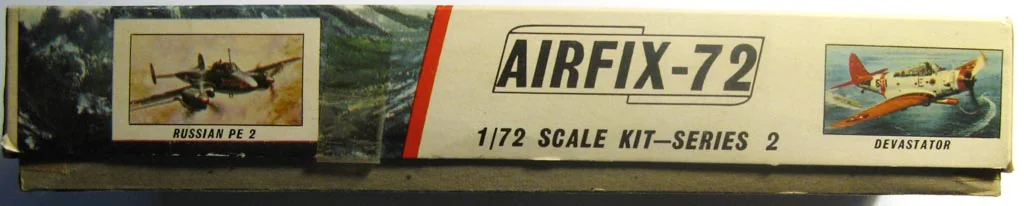 RUSSIAN PE 2
AIRFIX-72
1/72 SCALE KIT—SERIES 2
DEVASTATOR